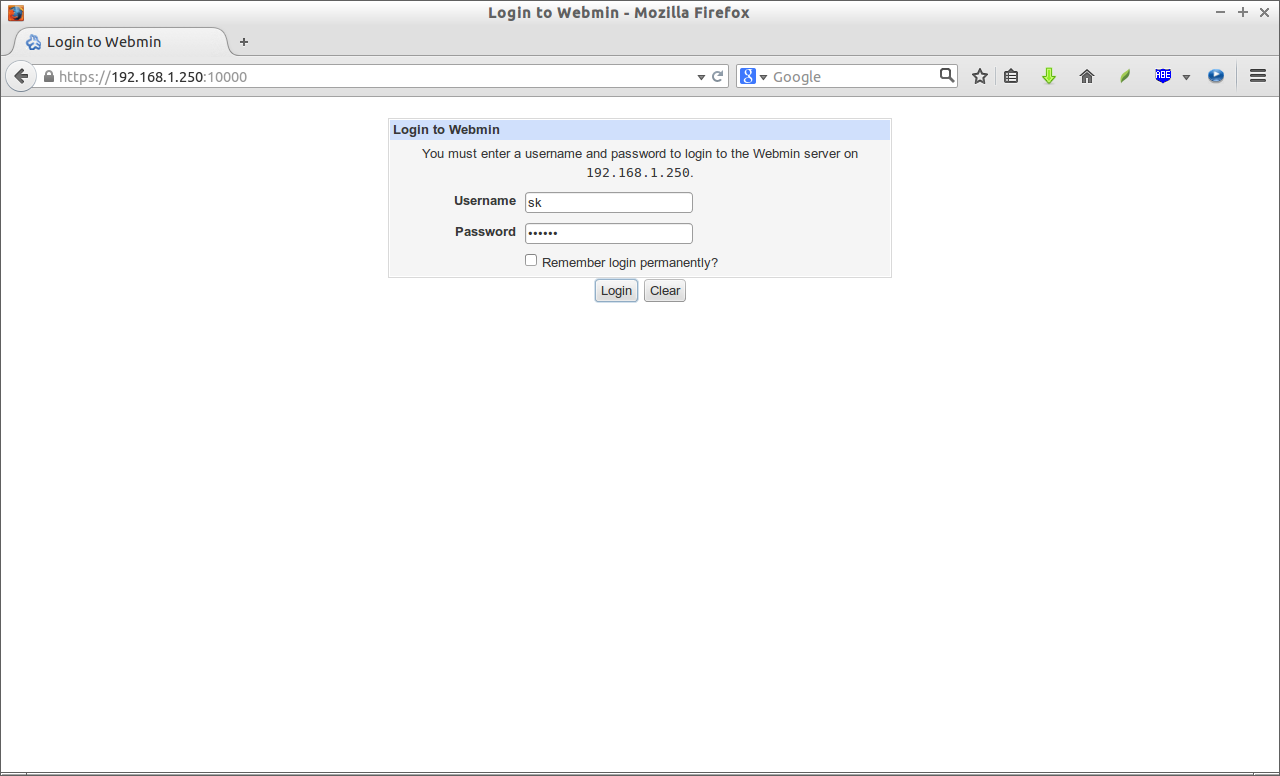 Login to Webmin - Mozilla Firefox
Login to Webmin
https://192.168.1.250:10000
Google
ABE
Login to Webmin
You must enter a username and password to login to the Webmin server on
192.168.1.250.
Username sk
Password ••••••
Remember login permanently?
Login Clear